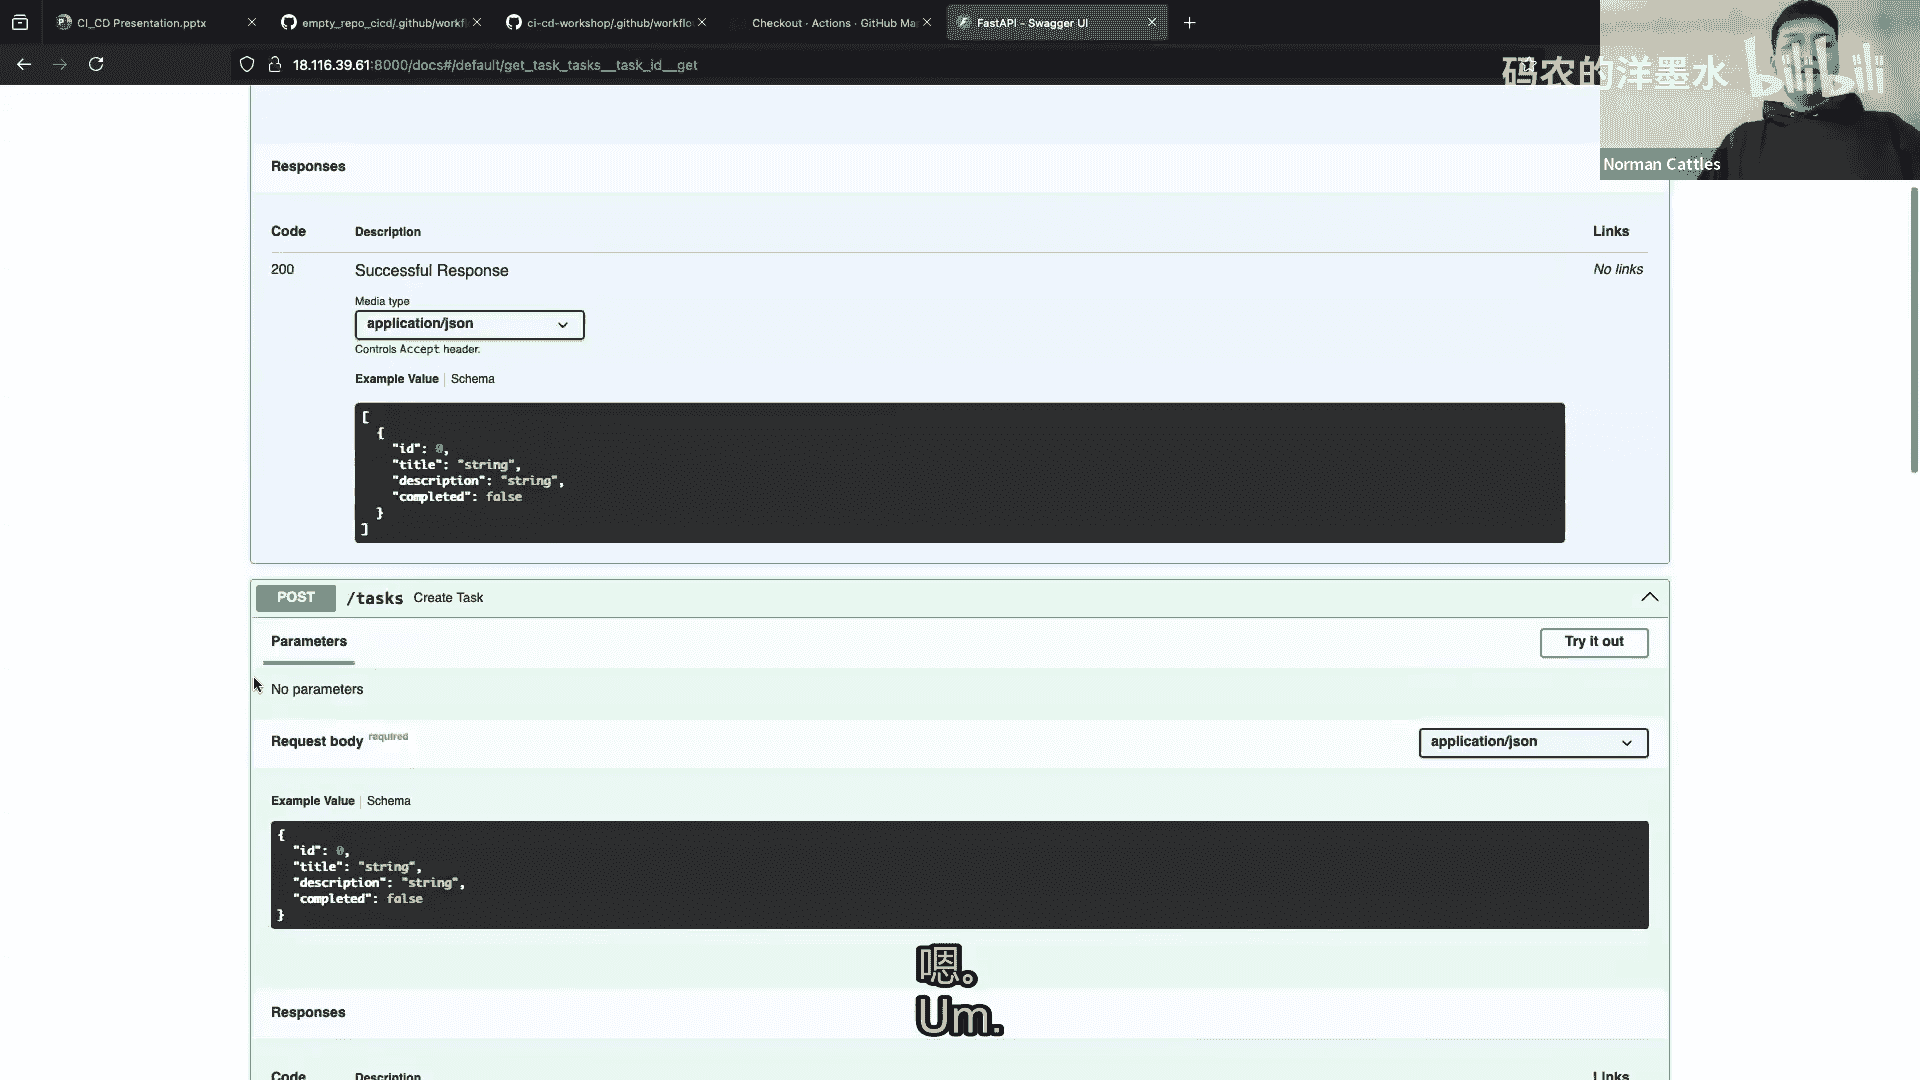 CI_CD Presentation.pptx
empty_repo_cicd/.github/workfl
ci-cd-workshop/.github/workflo
Checkout · Actions · GitHub Ma
FastAPI - Swagger UI
18.116.39.61:8000/docs#/default/get_task_tasks__task_id__get
码农的洋墨水 bilibili
Norman Cattles
Responses
Code Description Links
200 Successful Response No links
Media type
application/json
Controls Accept header.
Example Value | Schema
[
{
"id": 0,
"title": "string",
"description": "string",
"completed": false
}
]
POST /tasks Create Task
Parameters Try it out
No parameters
Request body required application/json
Example Value | Schema
{
"id": 0,
"title": "string",
"description": "string",
"completed": false
}
嗯。
Um.
Responses
Code Description Links